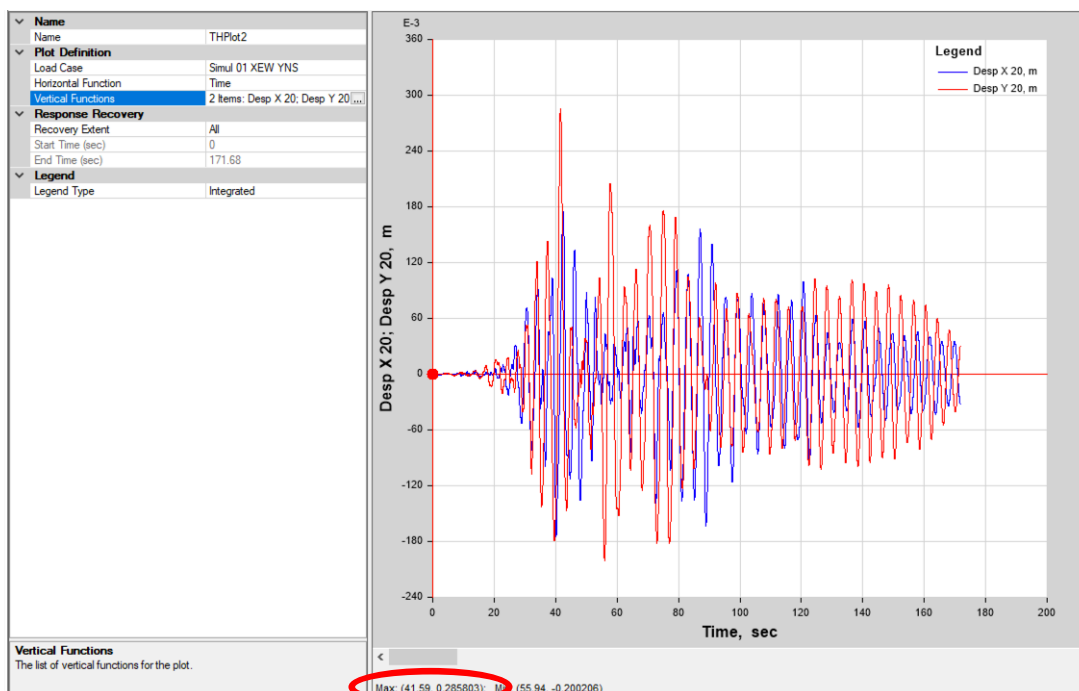 Name
Name THPlot2
Plot Definition
Load Case Simul 01 XEW YNS
Horizontal Function Time
Vertical Functions 2 Items: Desp X 20; Desp Y 20 ...
Response Recovery
Recovery Extent All
Start Time (sec) 0
End Time (sec) 171.68
Legend
Legend Type Integrated
Vertical Functions
The list of vertical functions for the plot.
E-3
360
300
240
180
120
60
0
-60
-120
-180
-240
Desp X 20; Desp Y 20, m
Legend
Desp X 20, m
Desp Y 20, m
0 20 40 60 80 100 120 140 160 180 200
Time, sec
Max: (41.59, 0.285803); (55.94, -0.200206)